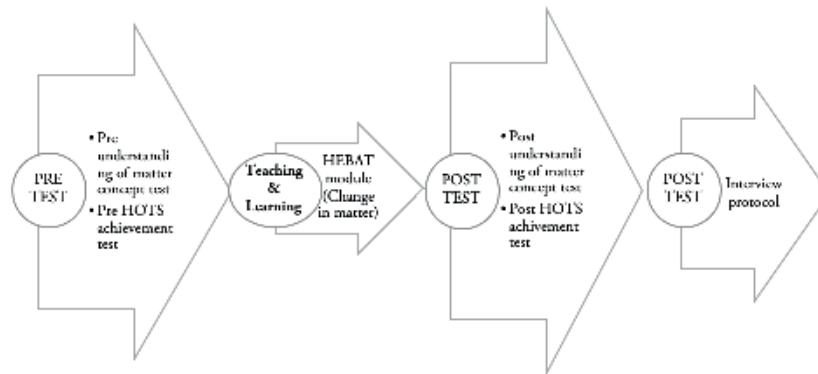 PRE
TEST
• Pre
understandi
ng of matter
concept test
• Pre HOTS
achievement
test
Teaching
&
Learning
HEBAT
module
(Change
in matter)
POST
TEST
• Post
understandi
ng of matter
concept test
• Post HOTS
achivement
test
POST
TEST
Interview
protocol